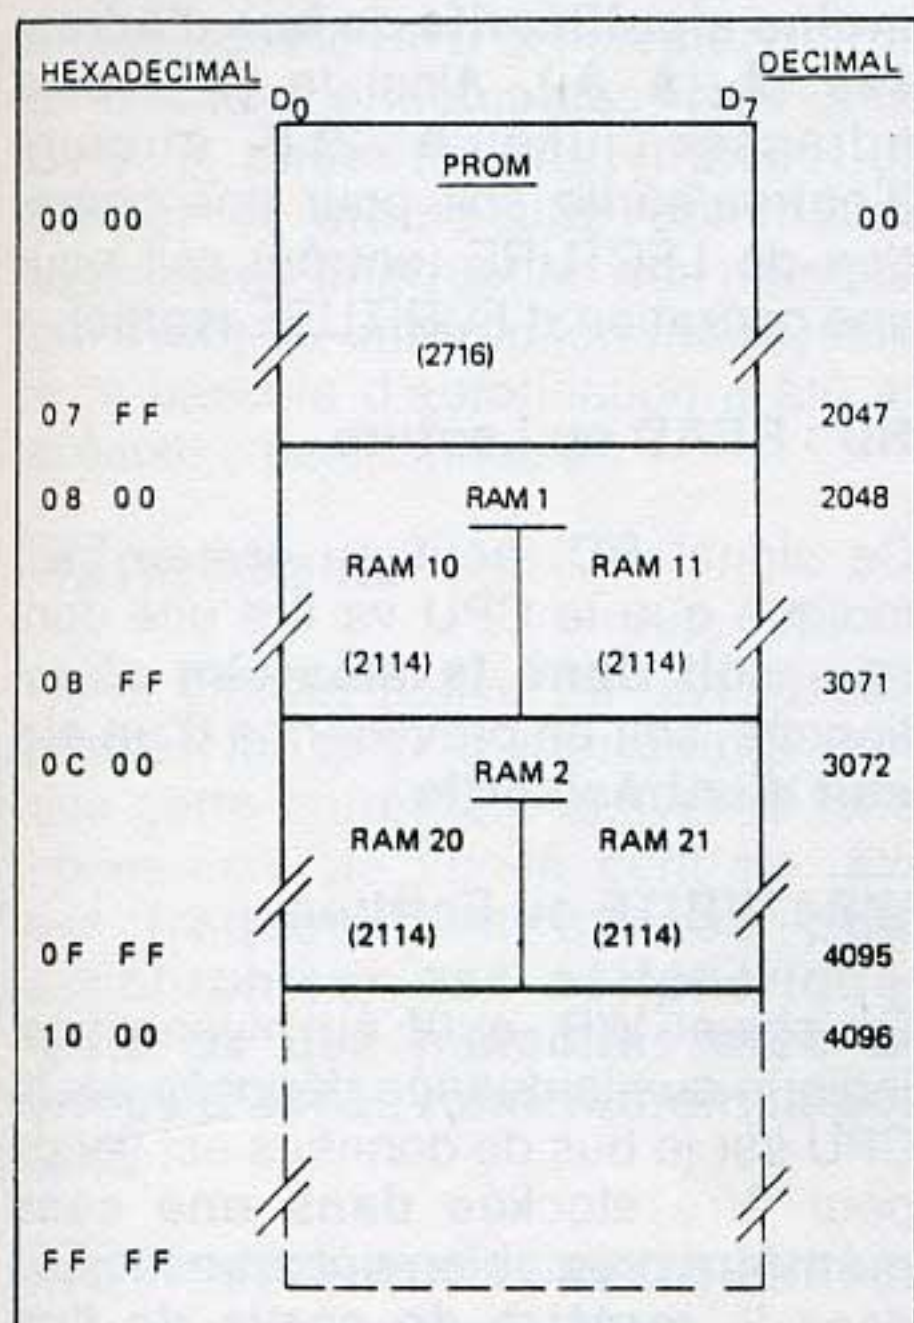 HEXADECIMAL DECIMAL
D0 D7
PROM
00 00 00
(2716)
07 FF 2047
08 00 RAM 1 2048
RAM 10 RAM 11
(2114) (2114)
0B FF 3071
0C 00 RAM 2 3072
RAM 20 RAM 21
(2114) (2114)
0F FF 4095
10 00 4096
FF FF